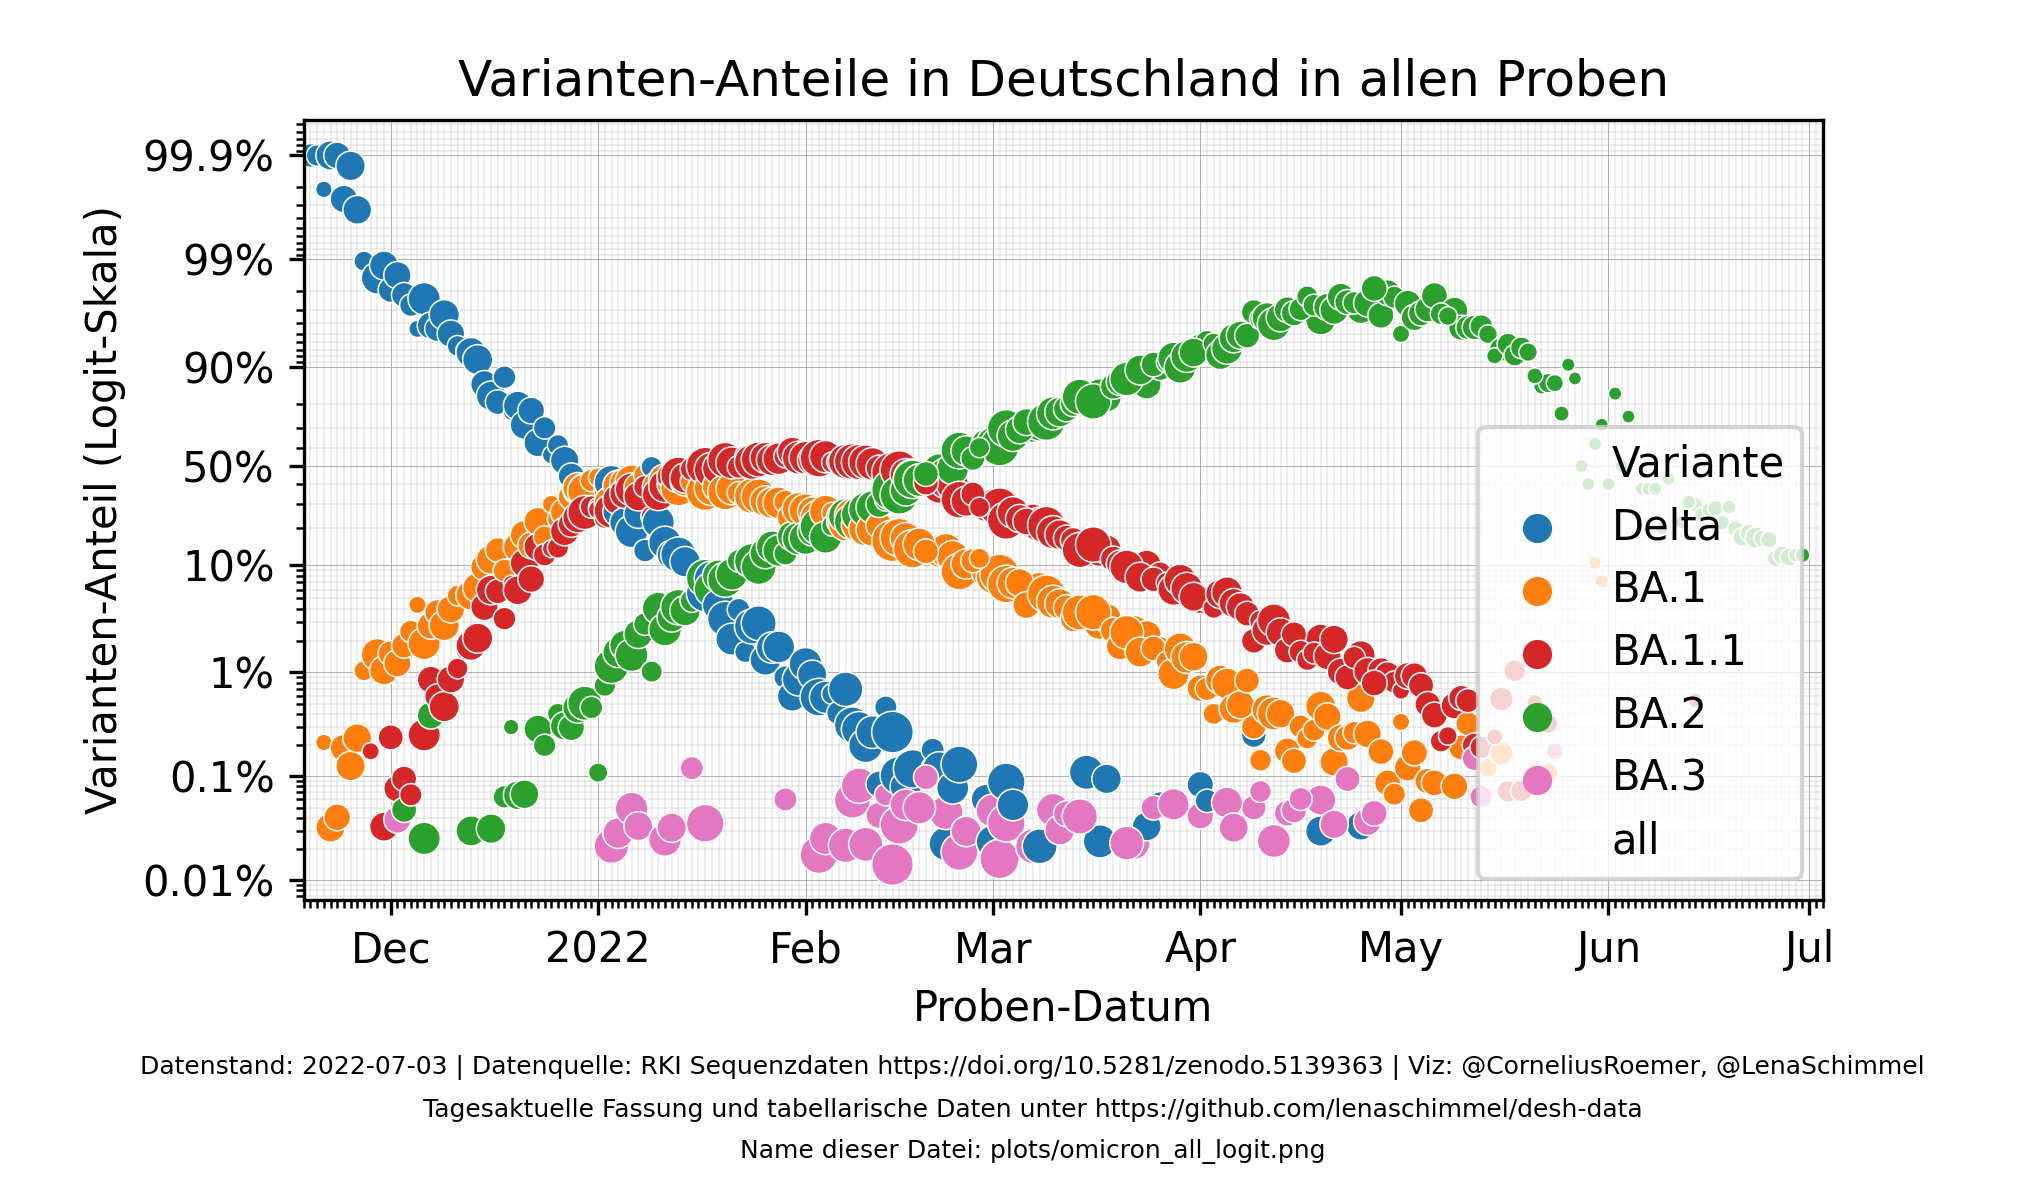 Varianten-Anteile in Deutschland in allen Proben
Varianten-Anteil (Logit-Skala)
99.9%
99%
90%
50%
10%
1%
0.1%
0.01%
Variante
Delta
BA.1
BA.1.1
BA.2
BA.3
all
Dec 2022 Feb Mar Apr May Jun Jul
Proben-Datum
Datenstand: 2022-07-03 | Datenquelle: RKI Sequenzdaten https://doi.org/10.5281/zenodo.5139363 | Viz: @CorneliusRoemer, @LenaSchimmel
Tagesaktuelle Fassung und tabellarische Daten unter https://github.com/lenaschimmel/desh-data
Name dieser Datei: plots/omicron_all_logit.png